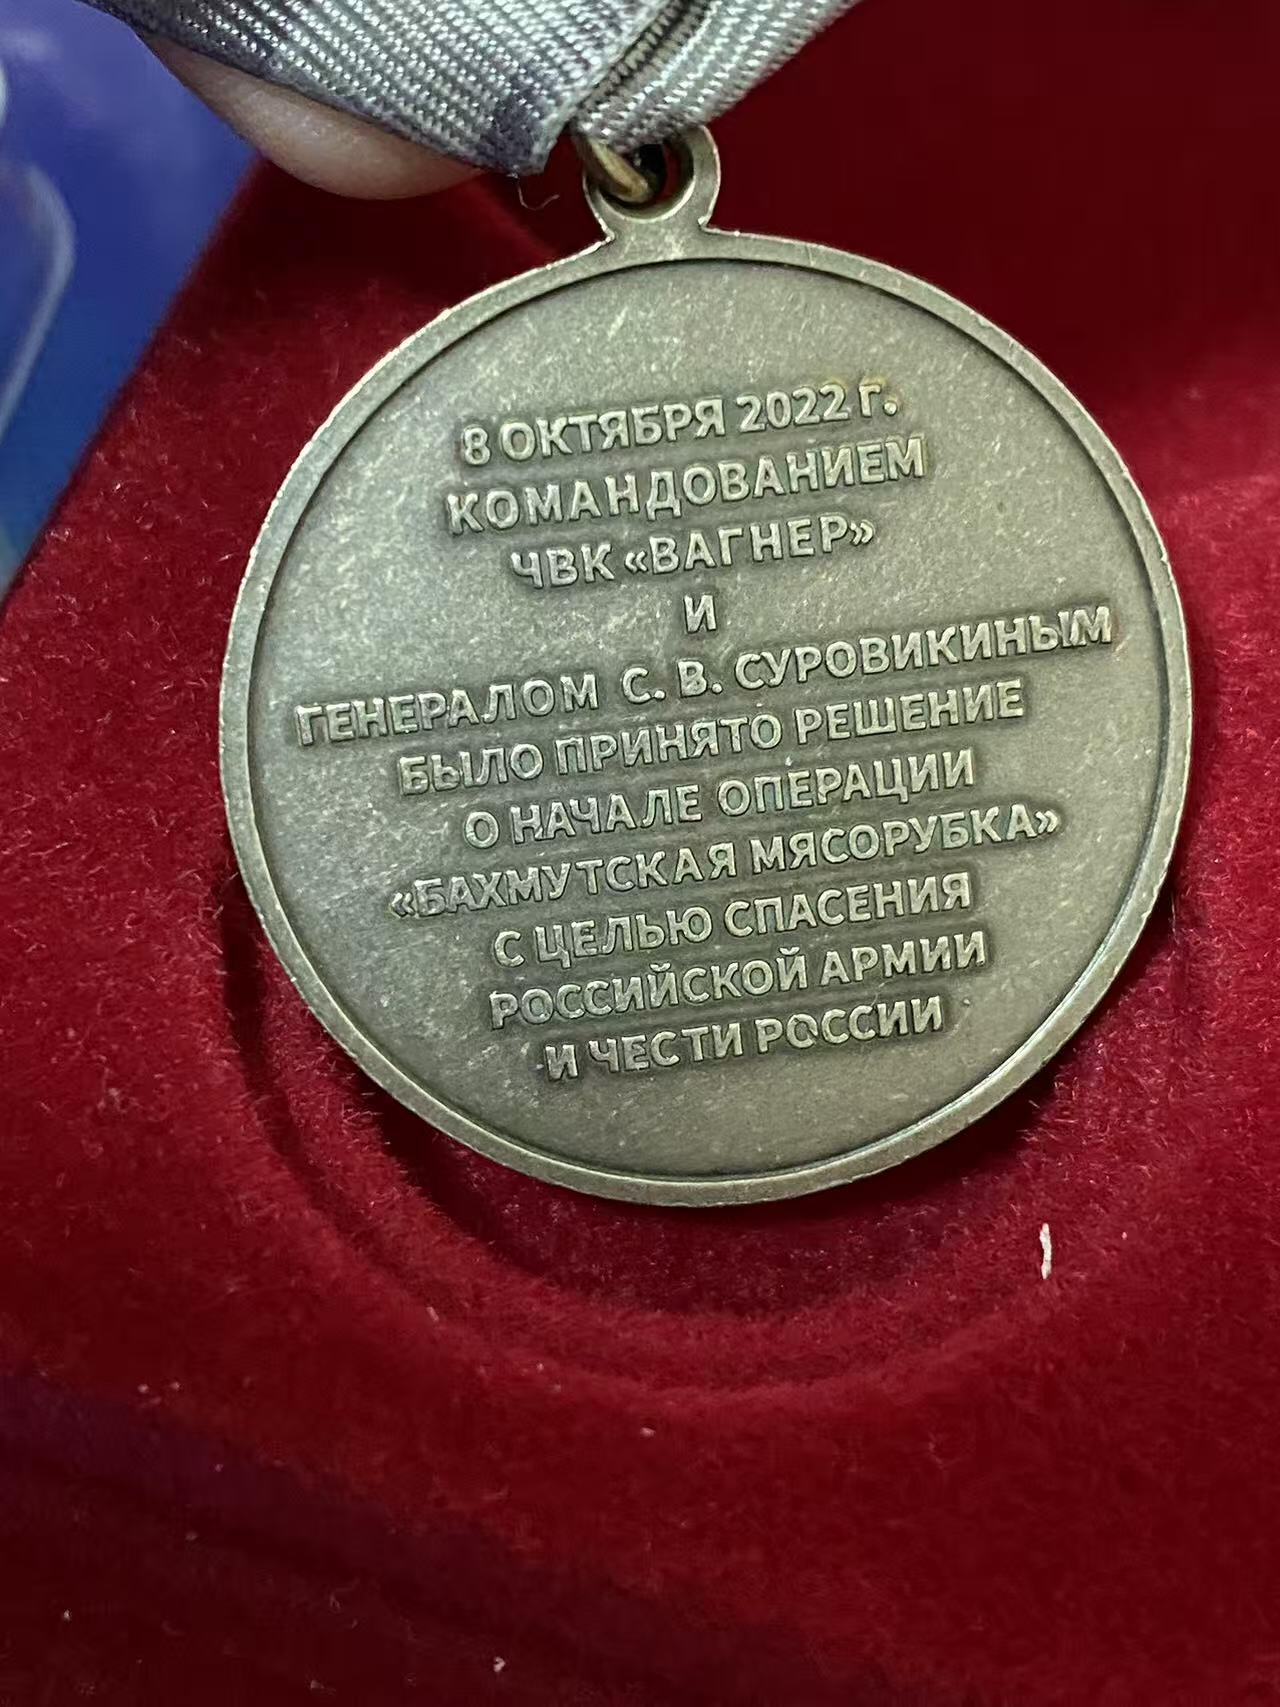 8 ОКТЯБРЯ 2022 Г.
КОМАНДОВАНИЕМ
ЧВК «ВАГНЕР»
И
ГЕНЕРАЛОМ С. В. СУРОВИКИНЫМ
БЫЛО ПРИНЯТО РЕШЕНИЕ
О НАЧАЛЕ ОПЕРАЦИИ
«БАХМУТСКАЯ МЯСОРУБКА»
С ЦЕЛЬЮ СПАСЕНИЯ
РОССИЙСКОЙ АРМИИ
И ЧЕСТИ РОССИИ